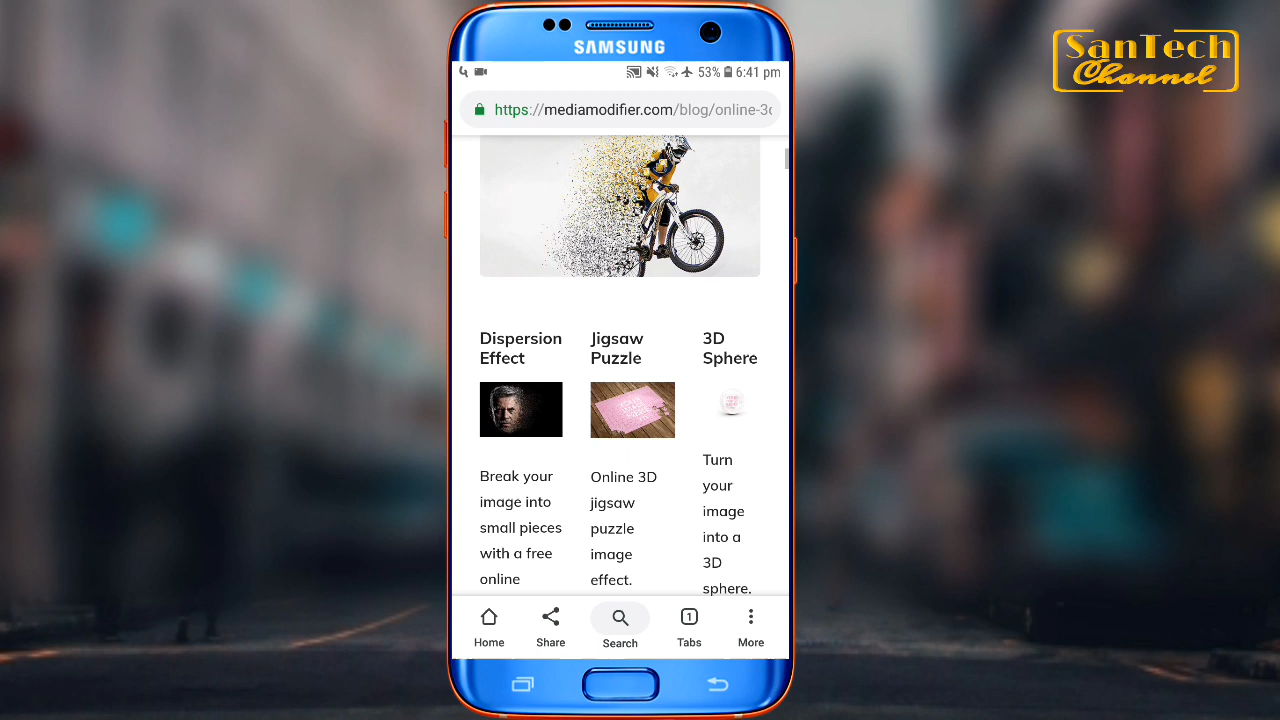 SanTech
Channel
SAMSUNG
53% 6:41 pm
https://mediamodifier.com/blog/online-3d
Dispersion
Effect
Jigsaw
Puzzle
3D
Sphere
Break your
image into
small pieces
with a free
online
Online 3D
jigsaw
puzzle
image
effect.
Turn
your
image
into a
3D
sphere.
Home
Share
Search
1
Tabs
More